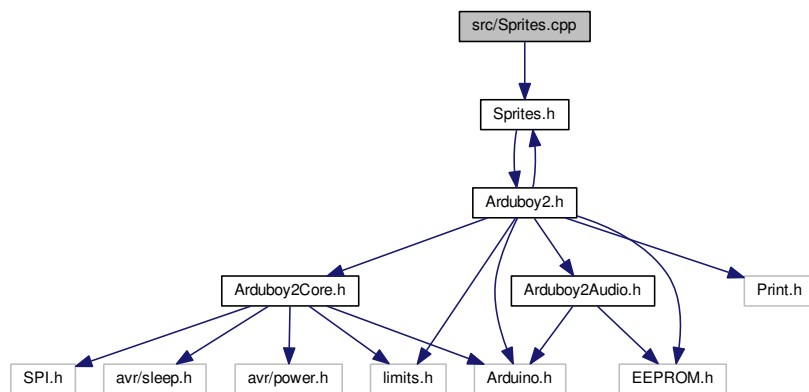 src/Sprites.cpp
Sprites.h
Arduboy2.h
Arduboy2Core.h
Arduboy2Audio.h
Print.h
SPI.h
avr/sleep.h
avr/power.h
limits.h
Arduino.h
EEPROM.h